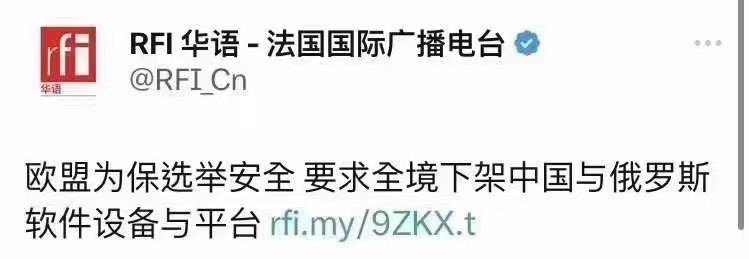 rfi
华语
RFI 华语 - 法国国际广播电台
@RFI_Cn
欧盟为保选举安全 要求全境下架中国与俄罗斯
软件设备与平台 rfi.my/9ZKX.t